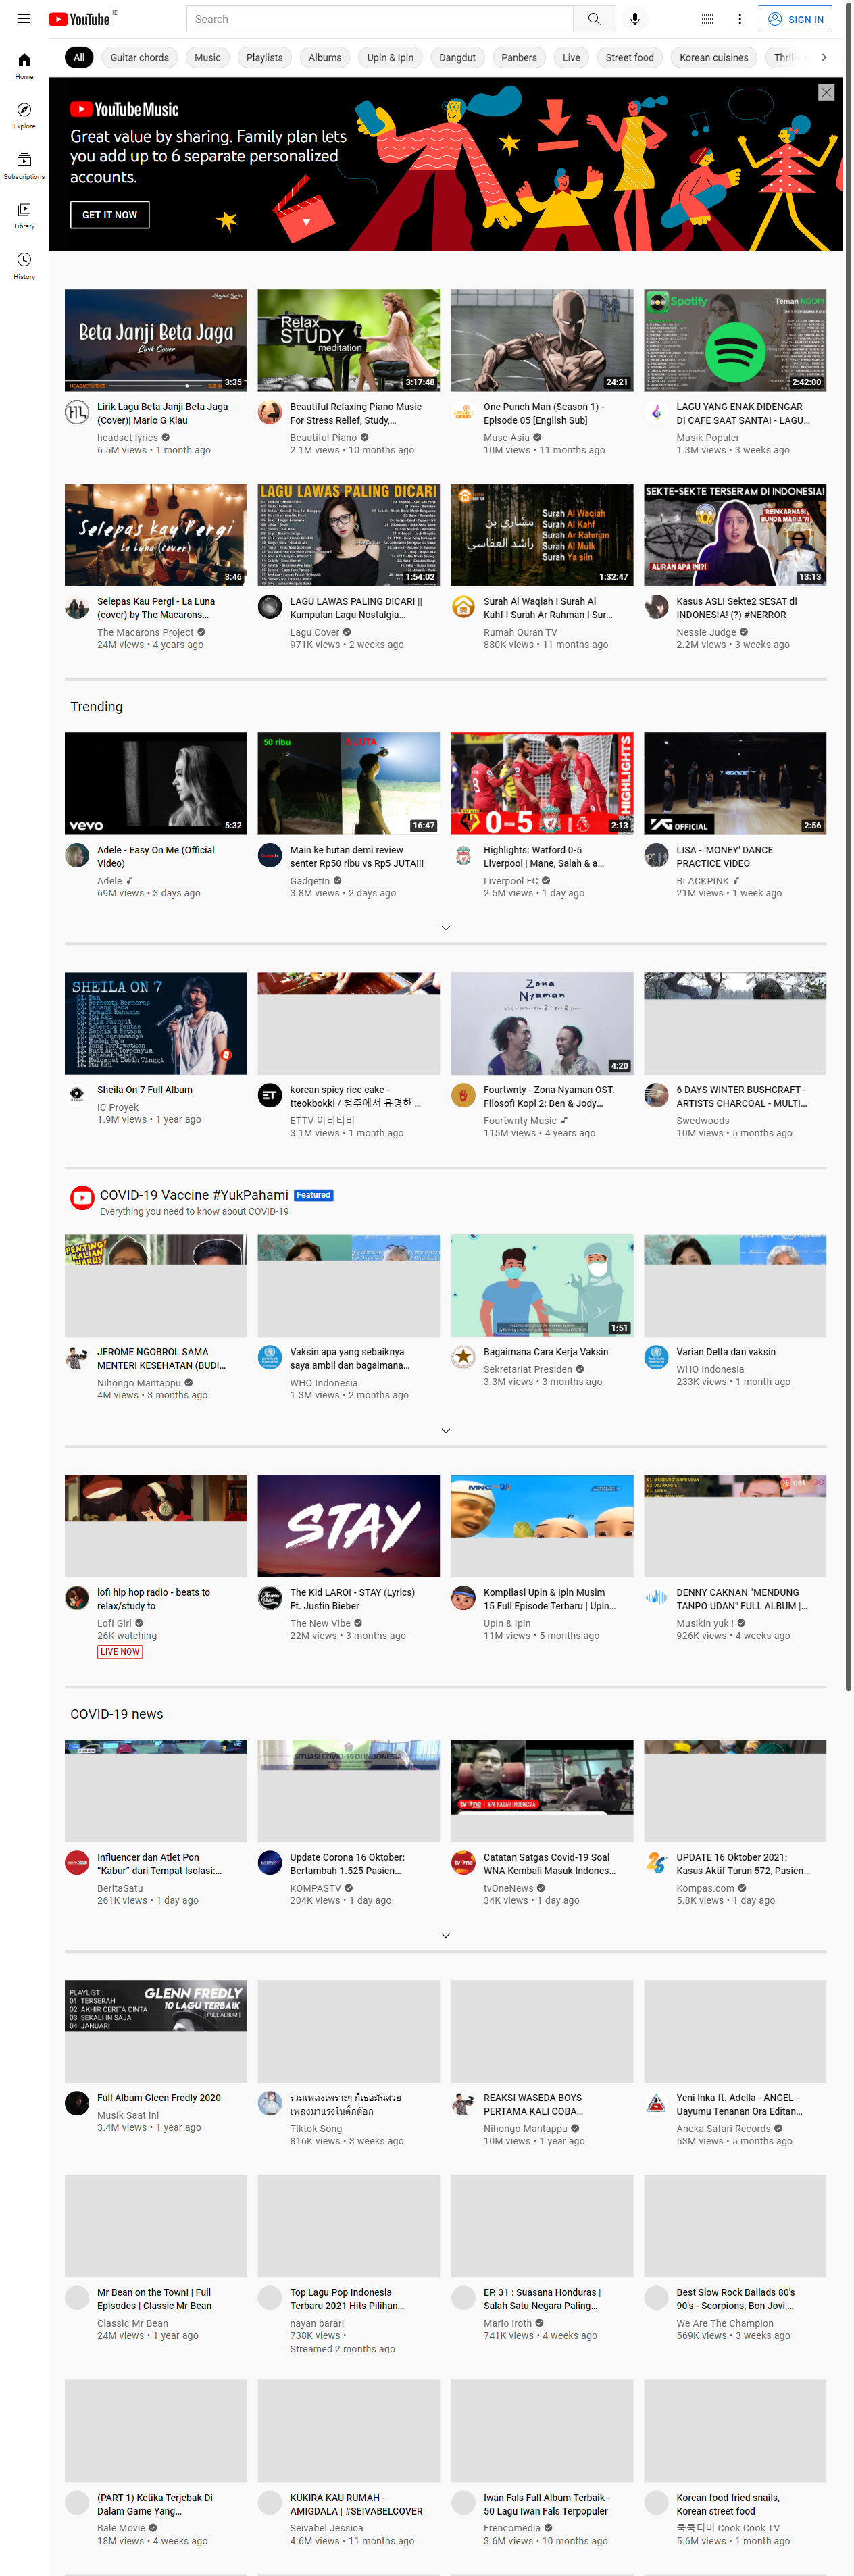 YouTube ID
Search
SIGN IN
All
Guitar chords
Music
Playlists
Albums
Upin & Ipin
Dangdut
Panbers
Live
Street food
Korean cuisines
Home
Explore
Subscriptions
Library
History
YouTube Music
Great value by sharing. Family plan lets
you add up to 6 separate personalized
accounts.
GET IT NOW
Beta Janji Beta Jaga
Lirik Cover
3:35
Lirik Lagu Beta Janji Beta Jaga
(Cover)| Mario G Klau
headset lyrics
6.5M views • 1 month ago
Relax
STUDY
meditation
3:17:48
Beautiful Relaxing Piano Music
For Stress Relief, Study,...
Beautiful Piano
2.1M views • 10 months ago
24:21
One Punch Man (Season 1) -
Episode 05 [English Sub]
Muse Asia
10M views • 11 months ago
Spotify
Teman NGOPI
2:42:00
LAGU YANG ENAK DIDENGAR
DI CAFE SAAT SANTAI - LAGU...
Musik Populer
1.3M views • 3 weeks ago
Selepas Kau Pergi
La Luna (cover)
3:46
Selepas Kau Pergi - La Luna
(cover) by The Macarons...
The Macarons Project
24M views • 4 years ago
LAGU LAWAS PALING DICARI
1:54:02
LAGU LAWAS PALING DICARI ||
Kumpulan Lagu Nostalgia...
Lagu Cover
971K views • 2 weeks ago
مشاري بن
راشد العفاسي
Surah Al Waqiah
Surah Al Kahf
Surah Ar Rahman
Surah Al Mulk
Surah Ya siin
1:32:47
Surah Al Waqiah I Surah Al
Kahf I Surah Ar Rahman I Sur...
Rumah Quran TV
880K views • 11 months ago
SEKTE-SEKTE TERSERAM DI INDONESIA!
"REINKARNASI
BUNDA MARIA"?!
ALIRAN APA INI?!
13:13
Kasus ASLI Sekte2 SESAT di
INDONESIA! (?) #NERROR
Nessie Judge
2.2M views • 3 weeks ago
Trending
vevo
5:32
Adele - Easy On Me (Official
Video)
Adele
69M views • 3 days ago
50 ribu
16:47
Main ke hutan demi review
senter Rp50 ribu vs Rp5 JUTA!!!
GadgetIn
3.8M views • 2 days ago
0-5
HIGHLIGHTS
2:13
Highlights: Watford 0-5
Liverpool | Mane, Salah & a...
Liverpool FC
2.5M views • 1 day ago
YG OFFICIAL
2:56
LISA - 'MONEY' DANCE
PRACTICE VIDEO
BLACKPINK
21M views • 1 week ago
SHEILA ON 7
Sheila On 7 Full Album
IC Proyek
1.9M views • 1 year ago
korean spicy rice cake -
tteokbokki / 청주에서 유명한 ...
ETTV 이티티비
3.1M views • 1 month ago
Zona
Nyaman
4:20
Fourtwnty - Zona Nyaman OST.
Filosofi Kopi 2: Ben & Jody...
Fourtwnty Music
115M views • 4 years ago
6 DAYS WINTER BUSHCRAFT -
ARTISTS CHARCOAL - MULTI...
Swedwoods
10M views • 5 months ago
COVID-19 Vaccine #YukPahami Featured
Everything you need to know about COVID-19
PENTING!
KALIAN
HARUS
JEROME NGOBROL SAMA
MENTERI KESEHATAN (BUDI...
Nihongo Mantappu
4M views • 3 months ago
Vaksin apa yang sebaiknya
saya ambil dan bagaimana...
WHO Indonesia
1.3M views • 2 months ago
1:51
Bagaimana Cara Kerja Vaksin
Sekretariat Presiden
3.3M views • 3 months ago
Varian Delta dan vaksin
WHO Indonesia
233K views • 1 month ago
lofi hip hop radio - beats to
relax/study to
Lofi Girl
26K watching
LIVE NOW
STAY
The Kid LAROI - STAY (Lyrics)
Ft. Justin Bieber
The New Vibe
22M views • 3 months ago
Kompilasi Upin & Ipin Musim
15 Full Episode Terbaru | Upin...
Upin & Ipin
11M views • 5 months ago
DENNY CAKNAN "MENDUNG
TANPO UDAN" FULL ALBUM |...
Musikin yuk !
926K views • 4 weeks ago
COVID-19 news
Influencer dan Atlet Pon
"Kabur" dari Tempat Isolasi:...
BeritaSatu
261K views • 1 day ago
SITUASI COVID-19 DI INDONESIA
Update Corona 16 Oktober:
Bertambah 1.525 Pasien...
KOMPASTV
204K views • 1 day ago
tvOne APA KABAR INDONESIA
Catatan Satgas Covid-19 Soal
WNA Kembali Masuk Indones...
tvOneNews
34K views • 1 day ago
UPDATE 16 Oktober 2021:
Kasus Aktif Turun 572, Pasien...
Kompas.com
5.8K views • 1 day ago
PLAYLIST :
01. TERSERAH
02. AKHIR CERITA CINTA
03. SEKALI IN SAJA
04. JANUARI
GLENN FREDLY
10 LAGU TERBAIK
[FULL ALBUM]
Full Album Gleen Fredly 2020
Musik Saat ini
3.4M views • 1 year ago
รวมเพลงเพราะๆ ก็เธอมันสวย
เพลงมาแรงในติ๊กต๊อก
Tiktok Song
816K views • 3 weeks ago
REAKSI WASEDA BOYS
PERTAMA KALI COBA...
Nihongo Mantappu
10M views • 1 year ago
Yeni Inka ft. Adella - ANGEL -
Uayumu Tenanan Ora Editan...
Aneka Safari Records
53M views • 5 months ago
Mr Bean on the Town! | Full
Episodes | Classic Mr Bean
Classic Mr Bean
24M views • 1 year ago
Top Lagu Pop Indonesia
Terbaru 2021 Hits Pilihan...
nayan barari
738K views •
Streamed 2 months ago
EP. 31 : Suasana Honduras |
Salah Satu Negara Paling...
Mario Iroth
741K views • 4 weeks ago
Best Slow Rock Ballads 80's
90's - Scorpions, Bon Jovi,...
We Are The Champion
569K views • 3 weeks ago
(PART 1) Ketika Terjebak Di
Dalam Game Yang...
Bale Movie
18M views • 4 weeks ago
KUKIRA KAU RUMAH -
AMIGDALA | #SEIVABELCOVER
Seivabel Jessica
4.6M views • 11 months ago
Iwan Fals Full Album Terbaik -
50 Lagu Iwan Fals Terpopuler
Frencomedia
3.6M views • 10 months ago
Korean food fried snails,
Korean street food
쿡쿡티비 Cook Cook TV
5.6M views • 1 month ago